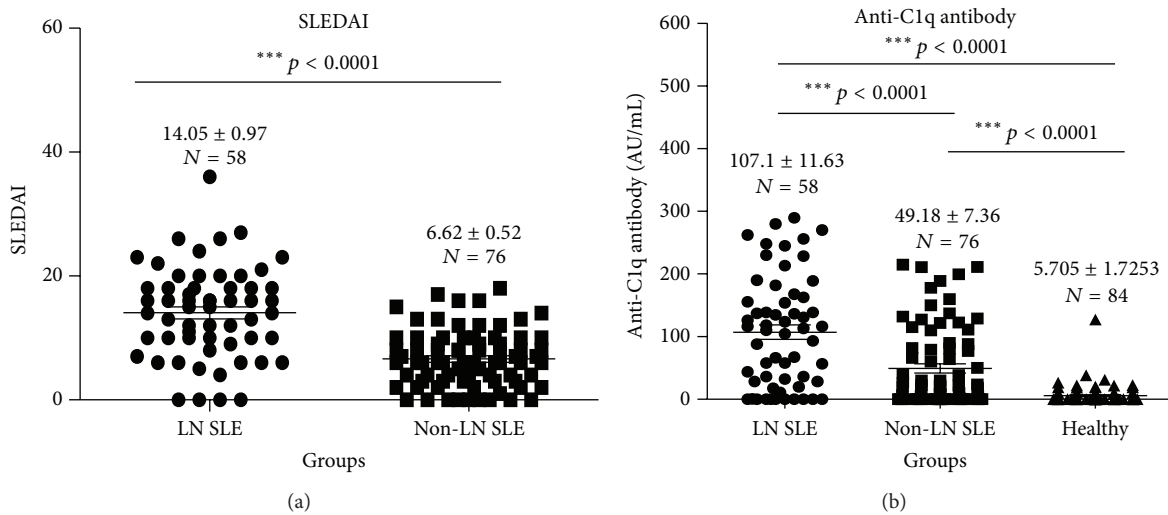 SLEDAI
60
40
20
0
SLEDAI
*** p < 0.0001
14.05 ± 0.97
N = 58
6.62 ± 0.52
N = 76
LN SLE
Non-LN SLE
Groups
(a)
Anti-C1q antibody
600
500
400
300
200
100
0
Anti-C1q antibody (AU/mL)
*** p < 0.0001
*** p < 0.0001
*** p < 0.0001
107.1 ± 11.63
N = 58
49.18 ± 7.36
N = 76
5.705 ± 1.7253
N = 84
LN SLE
Non-LN SLE
Healthy
Groups
(b)